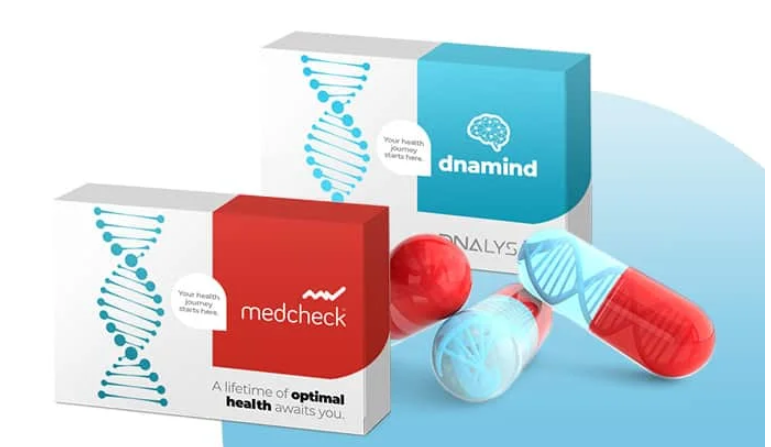 Your health
journey
starts here.
dnamind
DNALYS
Your health
journey
starts here.
medcheck
A lifetime of optimal
health awaits you.